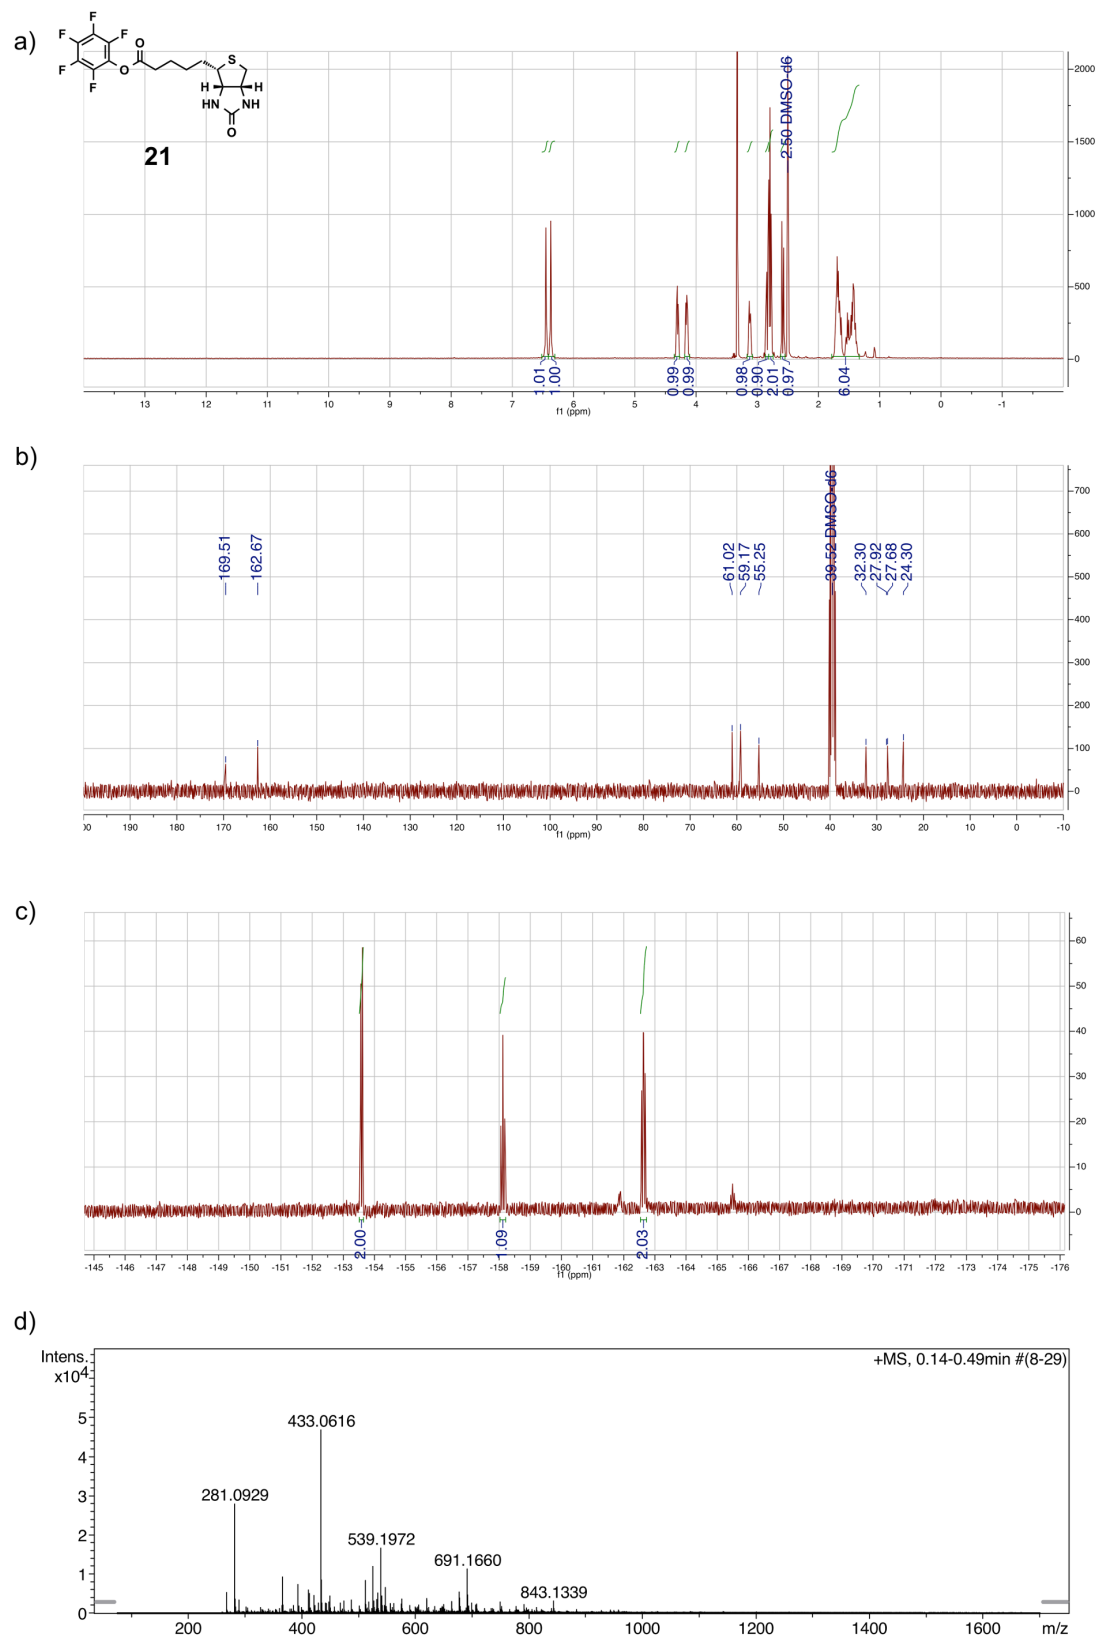 a)
F
F
F
F
F
O
O
S
H
H
HN
NH
O
21
2.50 DMSO-d6
2000
1500
1000
500
0
1.01
1.00
0.99
0.99
0.98
0.90
2.01
0.97
6.04
13 12 11 10 9 8 7 6 5 4 3 2 1 0 -1
f1 (ppm)
b)
169.51
162.67
61.02
59.17
55.25
39.52 DMSO-d6
32.30
27.92
27.68
24.30
700
600
500
400
300
200
100
0
00 190 180 170 160 150 140 130 120 110 100 90 80 70 60 50 40 30 20 10 0 -10
f1 (ppm)
c)
60
50
40
30
20
10
0
2.00
1.09
2.03
-145 -146 -147 -148 -149 -150 -151 -152 -153 -154 -155 -156 -157 -158 -159 -160 -161 -162 -163 -164 -165 -166 -167 -168 -169 -170 -171 -172 -173 -174 -175 -176
f1 (ppm)
d)
Intens.
x10⁴
+MS, 0.14-0.49min #(8-29)
5
4
3
2
1
0
281.0929
433.0616
539.1972
691.1660
843.1339
200 400 600 800 1000 1200 1400 1600 m/z